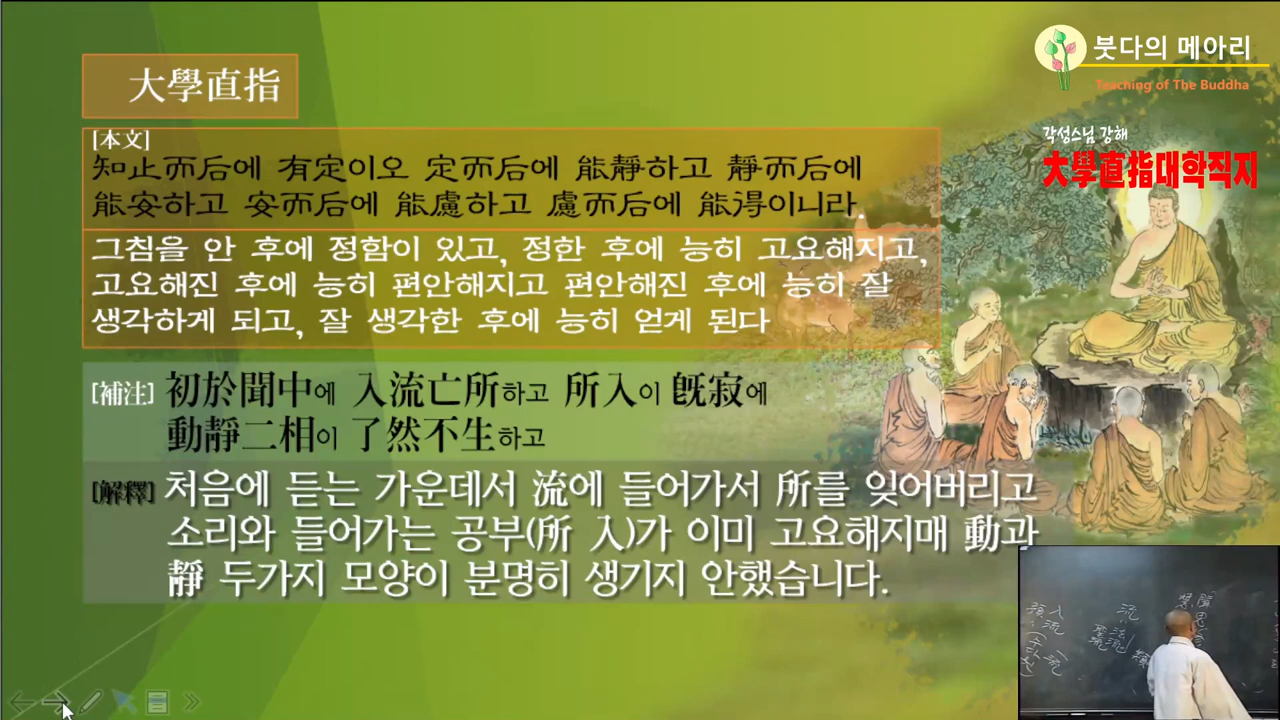 大學直指
붓다의 메아리
Teaching of The Buddha
각성스님 강해
大學直指대학직지
[本文]
知止而后에 有定이오 定而后에 能靜하고 靜而后에
能安하고 安而后에 能慮하고 慮而后에 能得이니라.
그침을 안 후에 정함이 있고, 정한 후에 능히 고요해지고,
고요해진 후에 능히 편안해지고 편안해진 후에 능히 잘
생각하게 되고, 잘 생각한 후에 능히 얻게 된다
[補注] 初於聞中에 入流亡所하고 所入이 旣寂에
動靜二相이 了然不生하고
[解釋] 처음에 듣는 가운데서 流에 들어가서 所를 잊어버리고
소리와 들어가는 공부(所 入)가 이미 고요해지매 動과
靜 두가지 모양이 분명히 생기지 안했습니다.